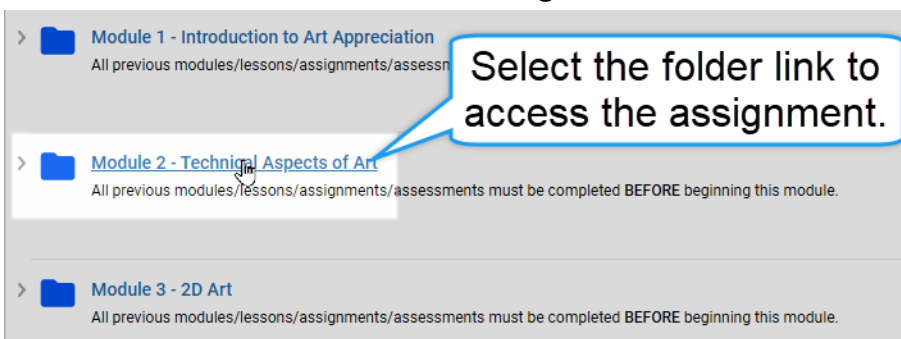 Module 1 - Introduction to Art Appreciation
All previous modules/lessons/assignments/assessm
Select the folder link to
access the assignment.
Module 2 - Technical Aspects of Art
All previous modules/lessons/assignments/assessments must be completed BEFORE beginning this module.
Module 3 - 2D Art
All previous modules/lessons/assignments/assessments must be completed BEFORE beginning this module.